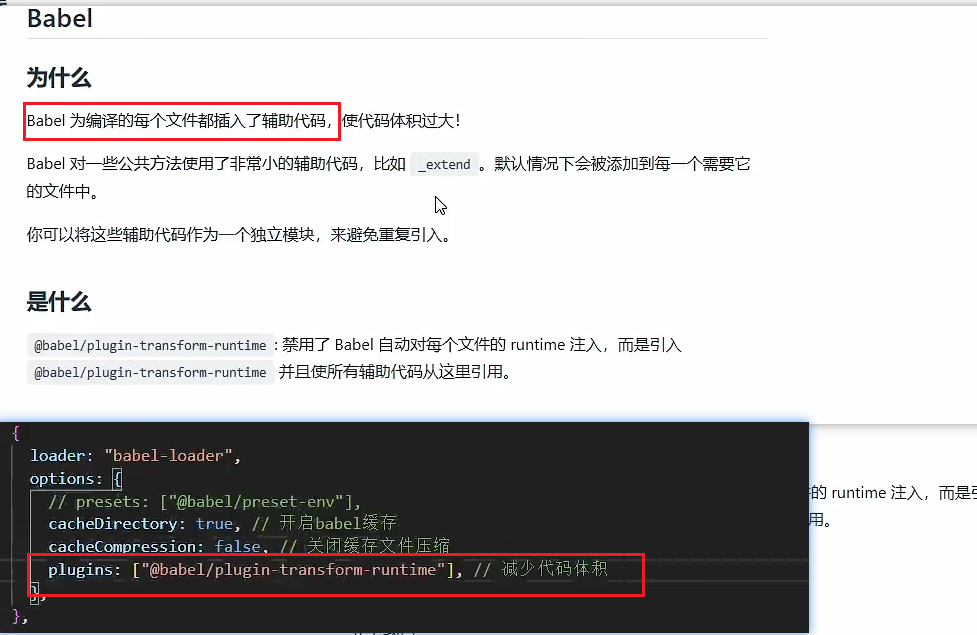 Babel
为什么
Babel 为编译的每个文件都插入了辅助代码，使代码体积过大！
Babel 对一些公共方法使用了非常小的辅助代码，比如 _extend 。默认情况下会被添加到每一个需要它
的文件中。
你可以将这些辅助代码作为一个独立模块，来避免重复引入。
是什么
@babel/plugin-transform-runtime : 禁用了 Babel 自动对每个文件的 runtime 注入，而是引入
@babel/plugin-transform-runtime 并且使所有辅助代码从这里引用。
{
loader: "babel-loader",
options: {
// presets: ["@babel/preset-env"],
cacheDirectory: true, // 开启babel缓存
cacheCompression: false, // 关闭缓存文件压缩
plugins: ["@babel/plugin-transform-runtime"], // 减少代码体积
},
},
的 runtime 注入，而是引
用。